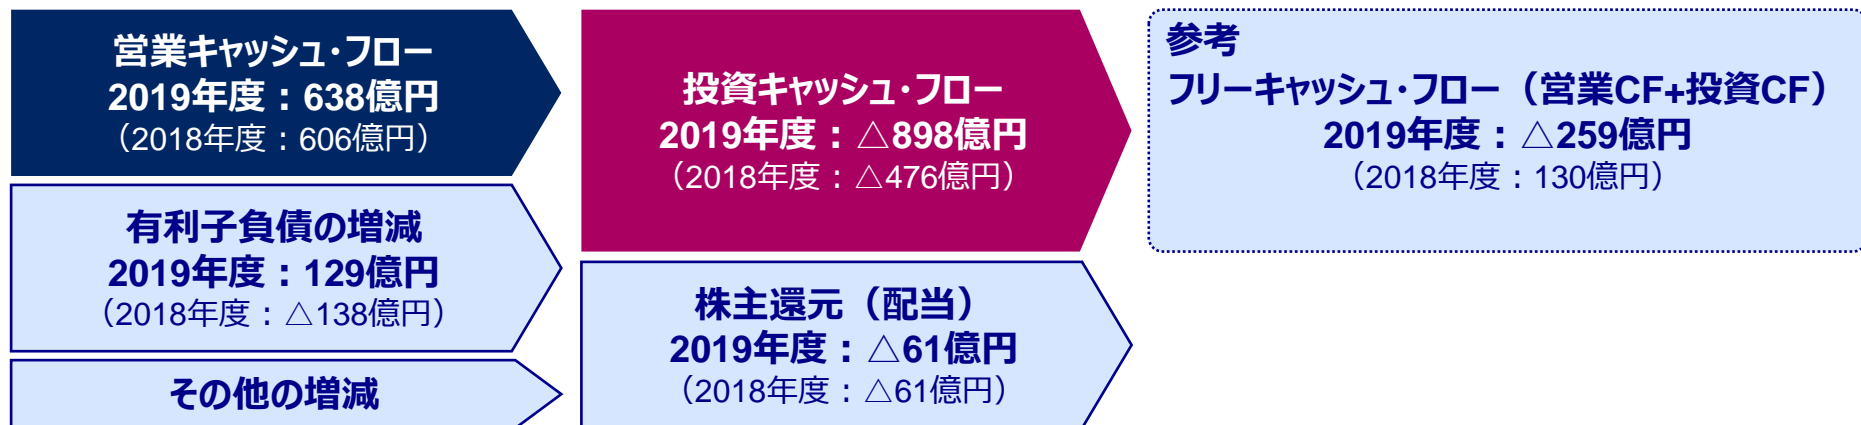 営業キャッシュ・フロー
2019年度：638億円
（2018年度：606億円）
有利子負債の増減
2019年度：129億円
（2018年度：△138億円）
その他の増減
投資キャッシュ・フロー
2019年度：△898億円
（2018年度：△476億円）
株主還元（配当）
2019年度：△61億円
（2018年度：△61億円）
参考
フリーキャッシュ・フロー（営業CF+投資CF）
2019年度：△259億円
（2018年度：130億円）